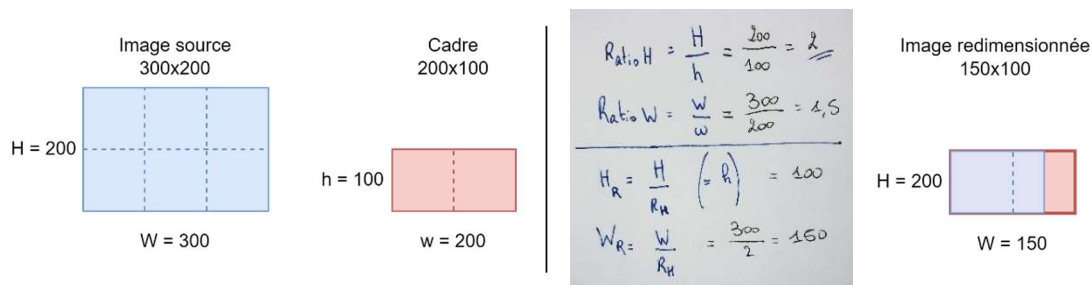 Image source
300x200
H = 200
W = 300
Cadre
200x100
h = 100
w = 200
Ratio H = H/h = 200/100 = 2
Ratio W = W/w = 300/200 = 1,5
H_R = H/R_H (= h) = 100
W_R = W/R_H = 300/2 = 150
Image redimensionnée
150x100
H = 200
W = 150